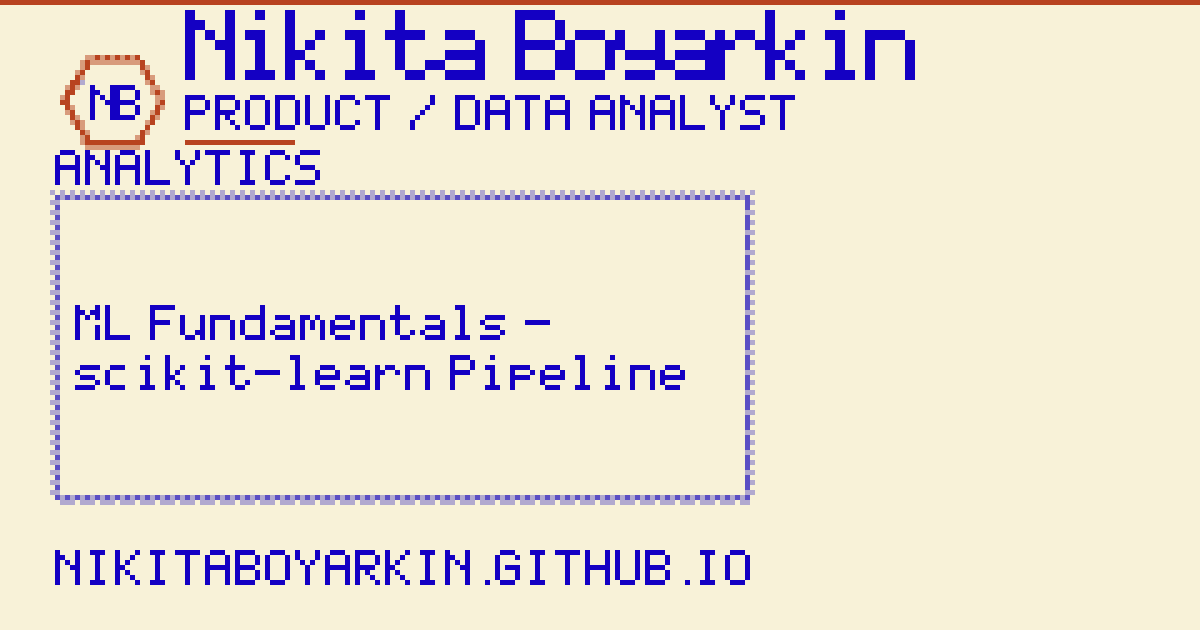 Nikita Boyarkin
NB
PRODUCT / DATA ANALYST
ANALYTICS
ML Fundamentals -
scikit-learn Pipeline
NIKITABOYARKIN.GITHUB.IO